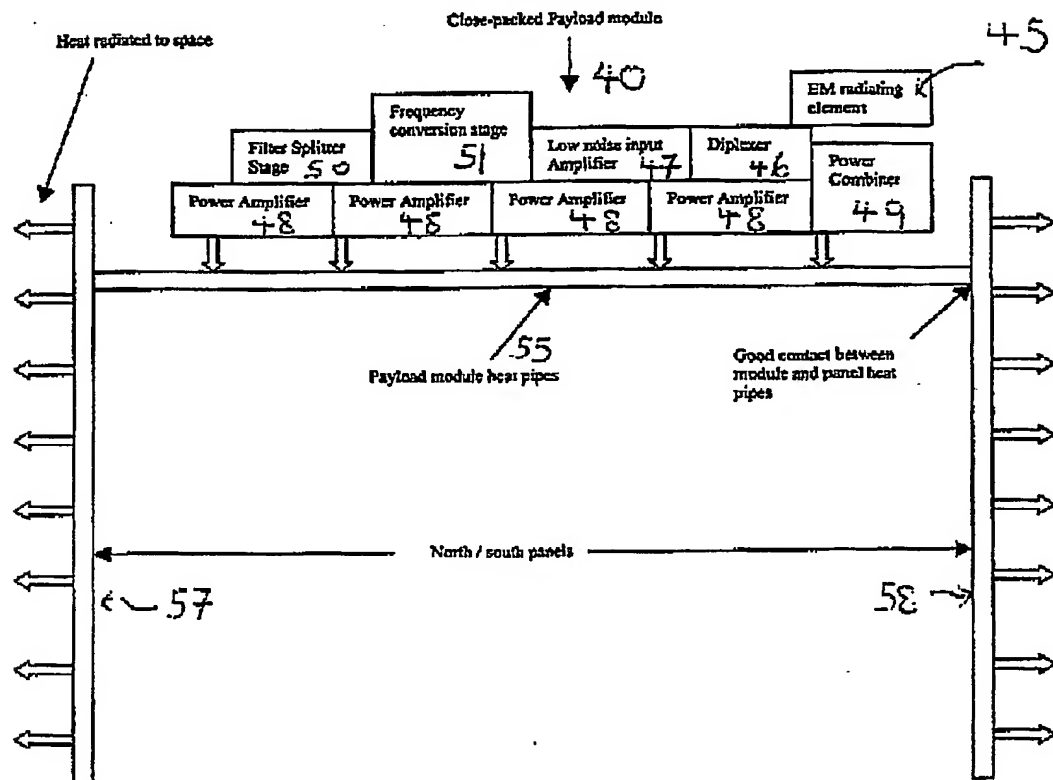 Close-packed Payload module
Heat radiated to space
45
40
EM radiating
element
Frequency
conversion stage
51
Filter Splitter
Stage 50
Low noise input
Amplifier 47
Diplexer
46
Power
Combiner
49
Power Amplifier
48
Power Amplifier
48
Power Amplifier
48
Power Amplifier
48
55
Payload module heat pipes
Good contact between
module and panel heat
pipes
North / south panels
57
58